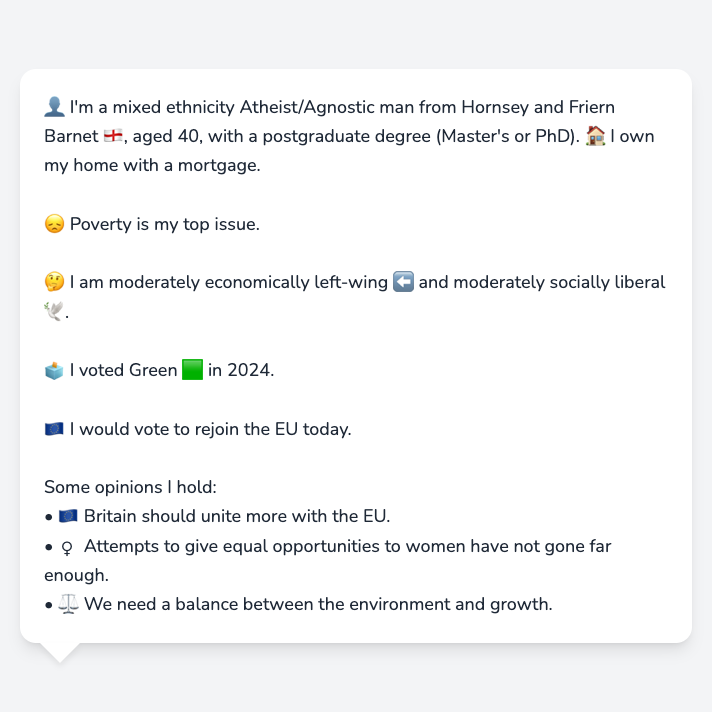 👤 I'm a mixed ethnicity Atheist/Agnostic man from Hornsey and Friern
Barnet 🏴󠁧󠁢󠁥󠁮󠁧󠁿, aged 40, with a postgraduate degree (Master's or PhD). 🏠 I own
my home with a mortgage.
😞 Poverty is my top issue.
🤔 I am moderately economically left-wing ⬅️ and moderately socially liberal
🕊️.
🗳️ I voted Green 🟩 in 2024.
🇪🇺 I would vote to rejoin the EU today.
Some opinions I hold:
• 🇪🇺 Britain should unite more with the EU.
• ♀ Attempts to give equal opportunities to women have not gone far
enough.
• ⚖️ We need a balance between the environment and growth.